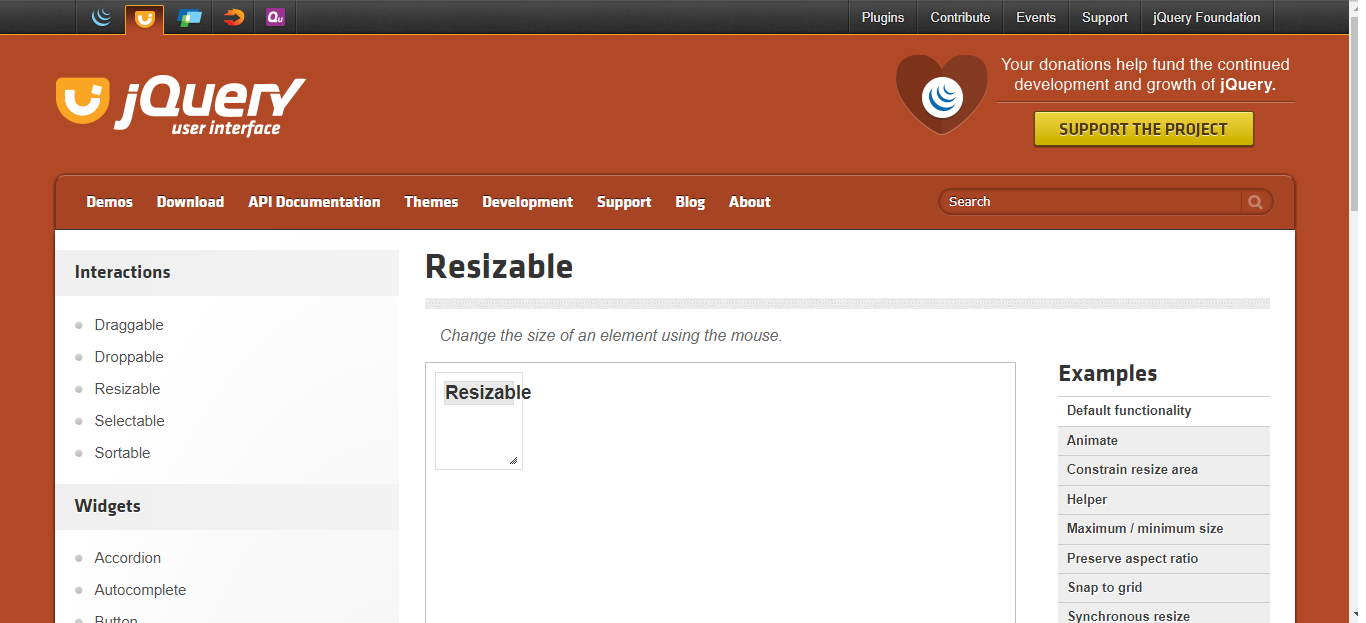 Qu
Plugins
Contribute
Events
Support
jQuery Foundation
jQuery
user interface
Your donations help fund the continued
development and growth of jQuery.
SUPPORT THE PROJECT
Demos
Download
API Documentation
Themes
Development
Support
Blog
About
Search
Interactions
Draggable
Droppable
Resizable
Selectable
Sortable
Widgets
Accordion
Autocomplete
Button
Resizable
Change the size of an element using the mouse.
Resizable
Examples
Default functionality
Animate
Constrain resize area
Helper
Maximum / minimum size
Preserve aspect ratio
Snap to grid
Synchronous resize